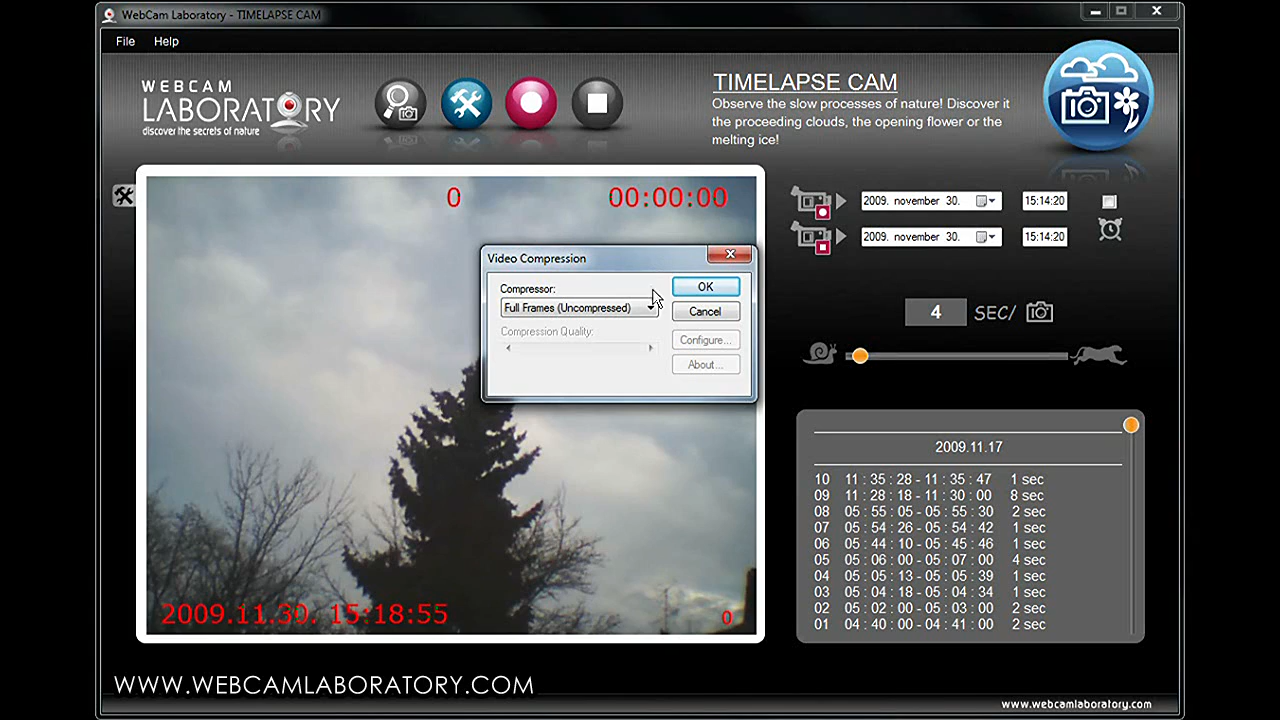 WebCam Laboratory - TIMELAPSE CAM
File Help
WEBCAM
LABORATORY
discover the secrets of nature
TIMELAPSE CAM
Observe the slow processes of nature! Discover it
the proceeding clouds, the opening flower or the
melting ice!
0 00:00:00
2009. november 30. 15:14:20
2009. november 30. 15:14:20
Video Compression
Compressor:
OK
Full Frames (Uncompressed)
Cancel
Compression Quality:
Configure...
About...
4 SEC/
2009.11.17
10 11 : 35 : 28 - 11 : 35 : 47 1 sec
09 11 : 28 : 18 - 11 : 30 : 00 8 sec
08 05 : 55 : 05 - 05 : 55 : 30 2 sec
07 05 : 54 : 26 - 05 : 54 : 42 1 sec
06 05 : 44 : 10 - 05 : 45 : 46 1 sec
05 05 : 06 : 00 - 05 : 07 : 00 4 sec
04 05 : 05 : 13 - 05 : 05 : 39 1 sec
03 05 : 04 : 18 - 05 : 04 : 34 1 sec
02 05 : 02 : 00 - 05 : 03 : 00 2 sec
01 04 : 40 : 00 - 04 : 41 : 00 2 sec
2009.11.30. 15:18:55 0
WWW.WEBCAMLABORATORY.COM
www.webcamlaboratory.com